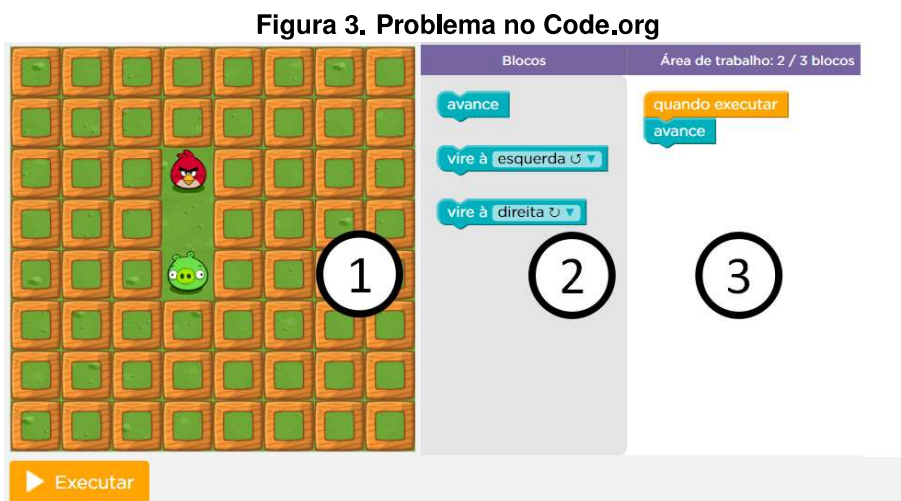 Figura 3. Problema no Code.org
Blocos
Área de trabalho: 2 / 3 blocos
avance
vire à esquerda ↺ ▼
vire à direita ↻ ▼
quando executar
avance
1
2
3
Executar